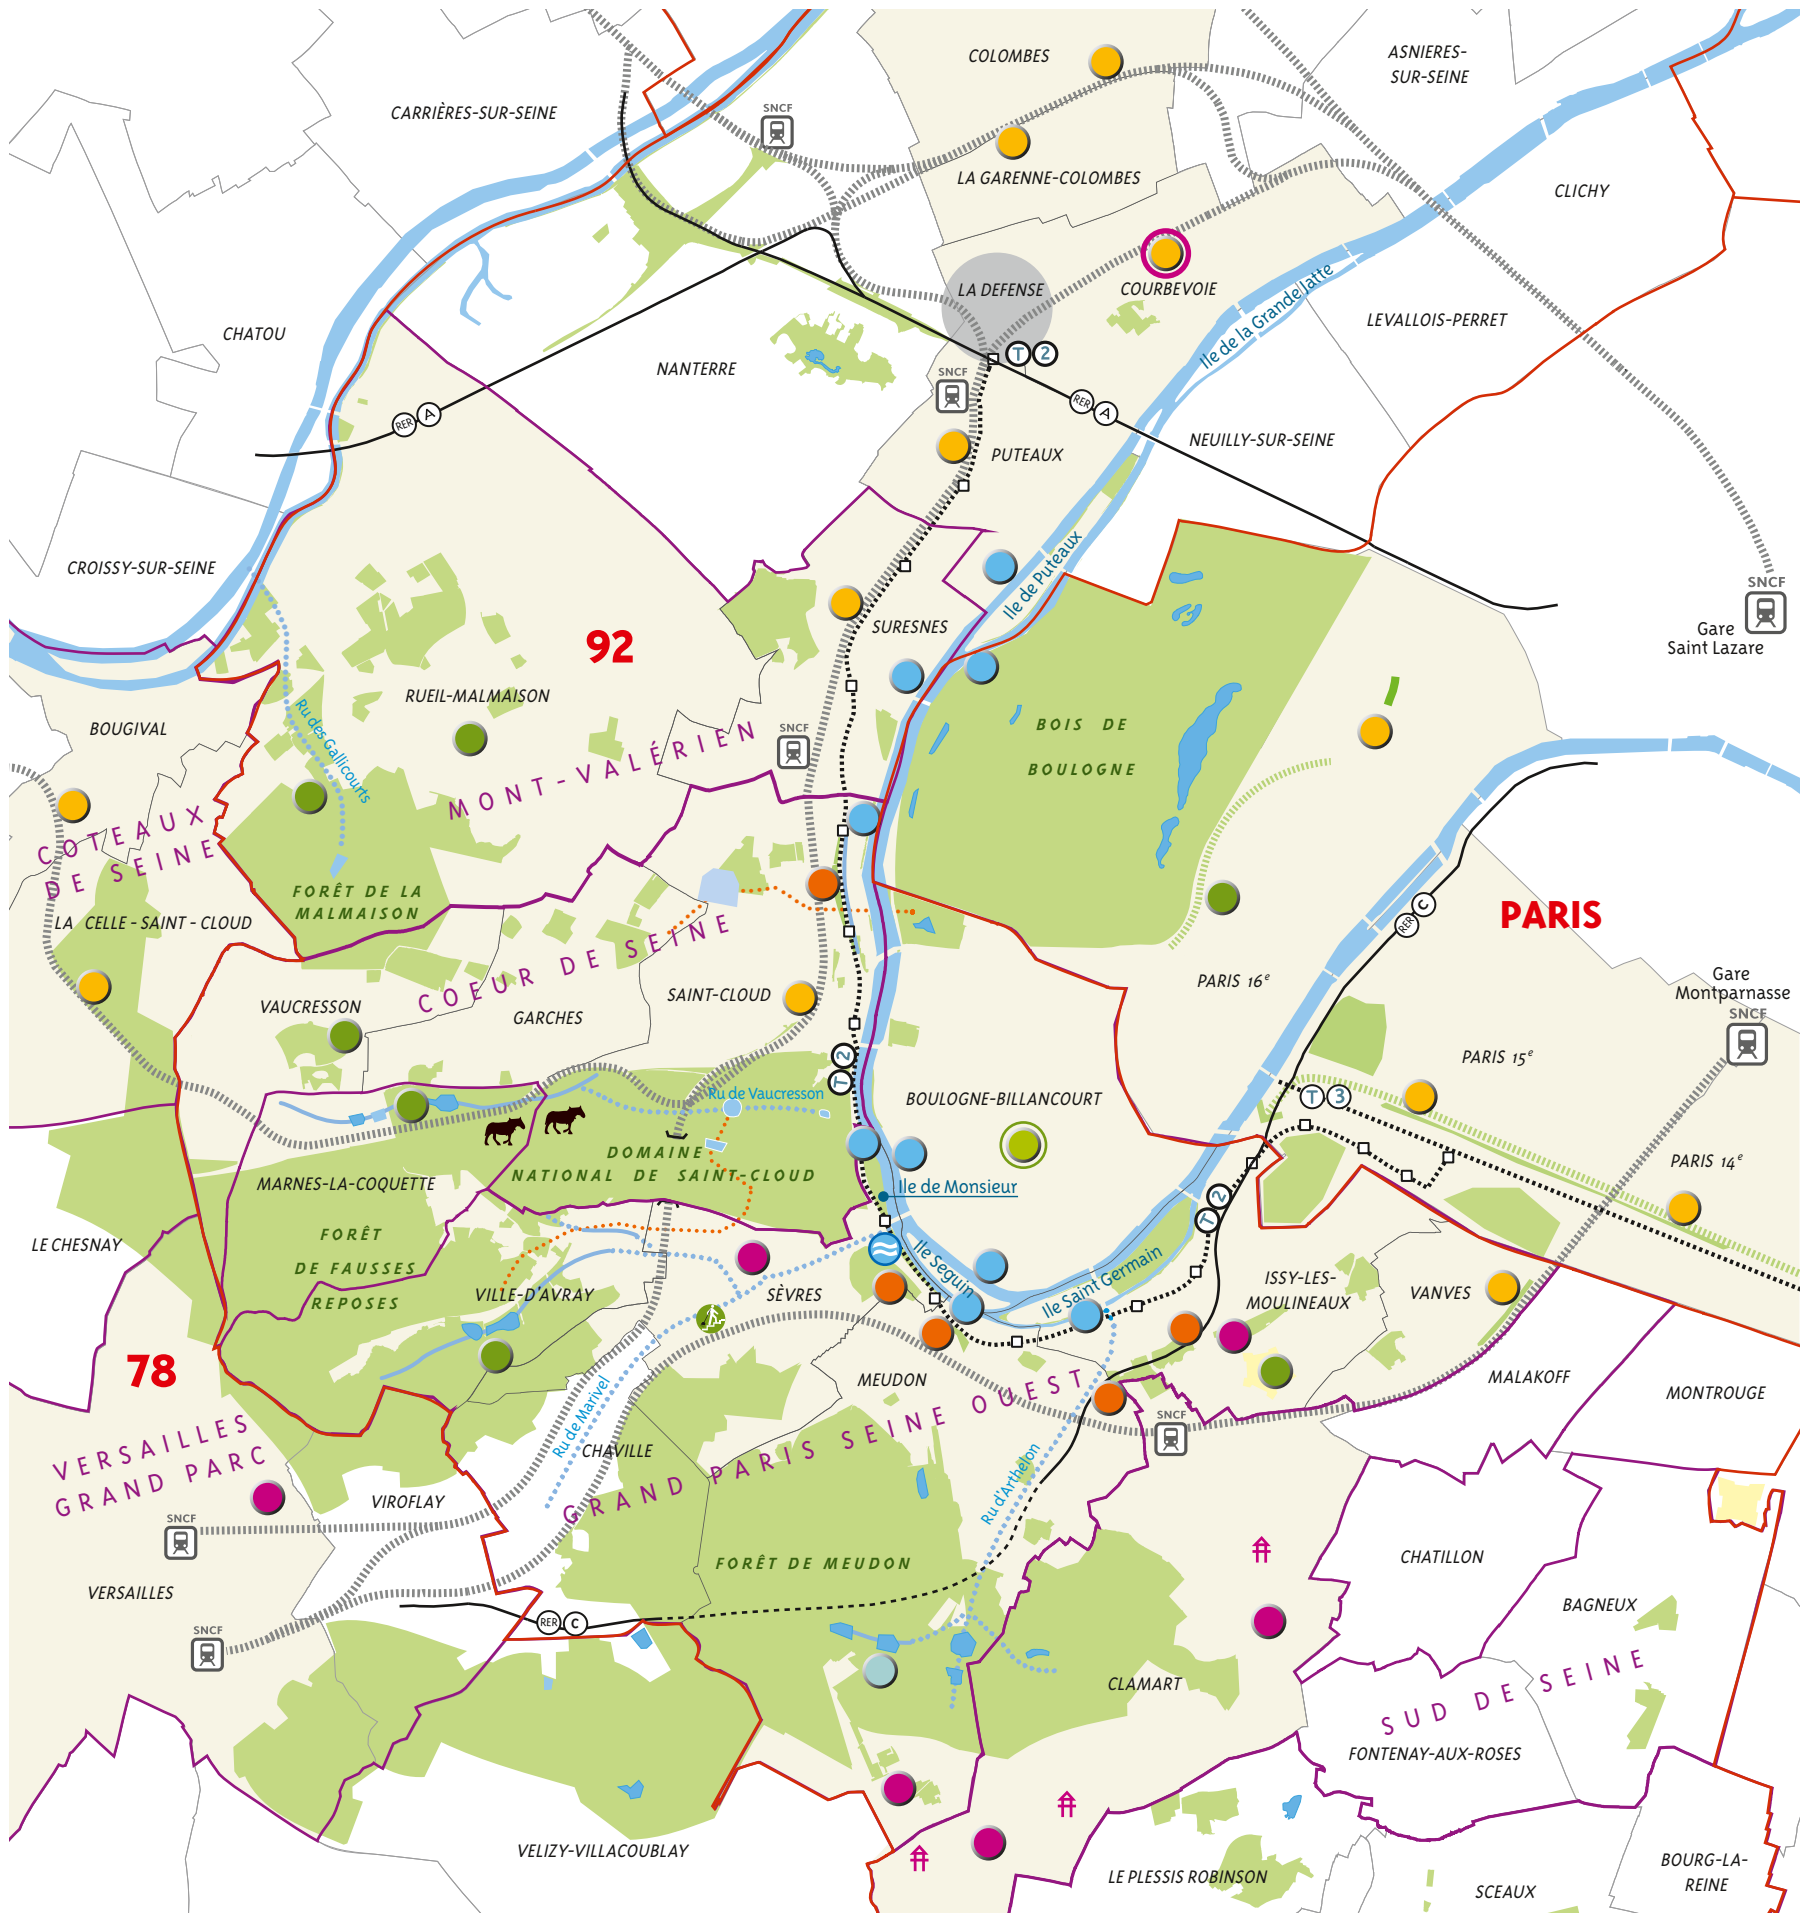 COLOMBES
ASNIERES-
SUR-SEINE
CARRIÈRES-SUR-SEINE
SNCF
LA GARENNE-COLOMBES
CLICHY
LA DEFENSE
COURBEVOIE
Ile de la Grande Jatte
LEVALLOIS-PERRET
CHATOU
NANTERRE
T 2
SNCF
RER A
RER A
NEUILLY-SUR-SEINE
PUTEAUX
CROISSY-SUR-SEINE
Ile de Puteaux
SNCF
Gare
Saint Lazare
92
SURESNES
RUEIL-MALMAISON
BOUGIVAL
Ru des Gallicourts
SNCF
MONT-VALÉRIEN
BOIS DE
BOULOGNE
COTEAUX
DE SEINE
FORÊT DE LA
MALMAISON
LA CELLE-SAINT-CLOUD
RER C
PARIS
COEUR DE SEINE
SAINT-CLOUD
PARIS 16e
Gare
Montparnasse
SNCF
VAUCRESSON
GARCHES
T 2
PARIS 15e
Ru de Vaucresson
BOULOGNE-BILLANCOURT
T 3
DOMAINE
NATIONAL DE SAINT-CLOUD
PARIS 14e
MARNES-LA-COQUETTE
Ile de Monsieur
T 2
LE CHESNAY
FORÊT
DE FAUSSES
REPOSES
Ile Seguin
Ile Saint Germain
VILLE-D'AVRAY
SÈVRES
ISSY-LES-
MOULINEAUX
VANVES
78
MEUDON
MALAKOFF
MONTROUGE
VERSAILLES
GRAND PARC
Ru de Marivel
CHAVILLE
GRAND PARIS SEINE OUEST
SNCF
Ru d'Arthelon
VIROFLAY
SNCF
FORÊT DE MEUDON
CHATILLON
VERSAILLES
BAGNEUX
RER C
SNCF
CLAMART
SUD DE SEINE
FONTENAY-AUX-ROSES
VELIZY-VILLACOUBLAY
LE PLESSIS ROBINSON
SCEAUX
BOURG-LA-
REINE